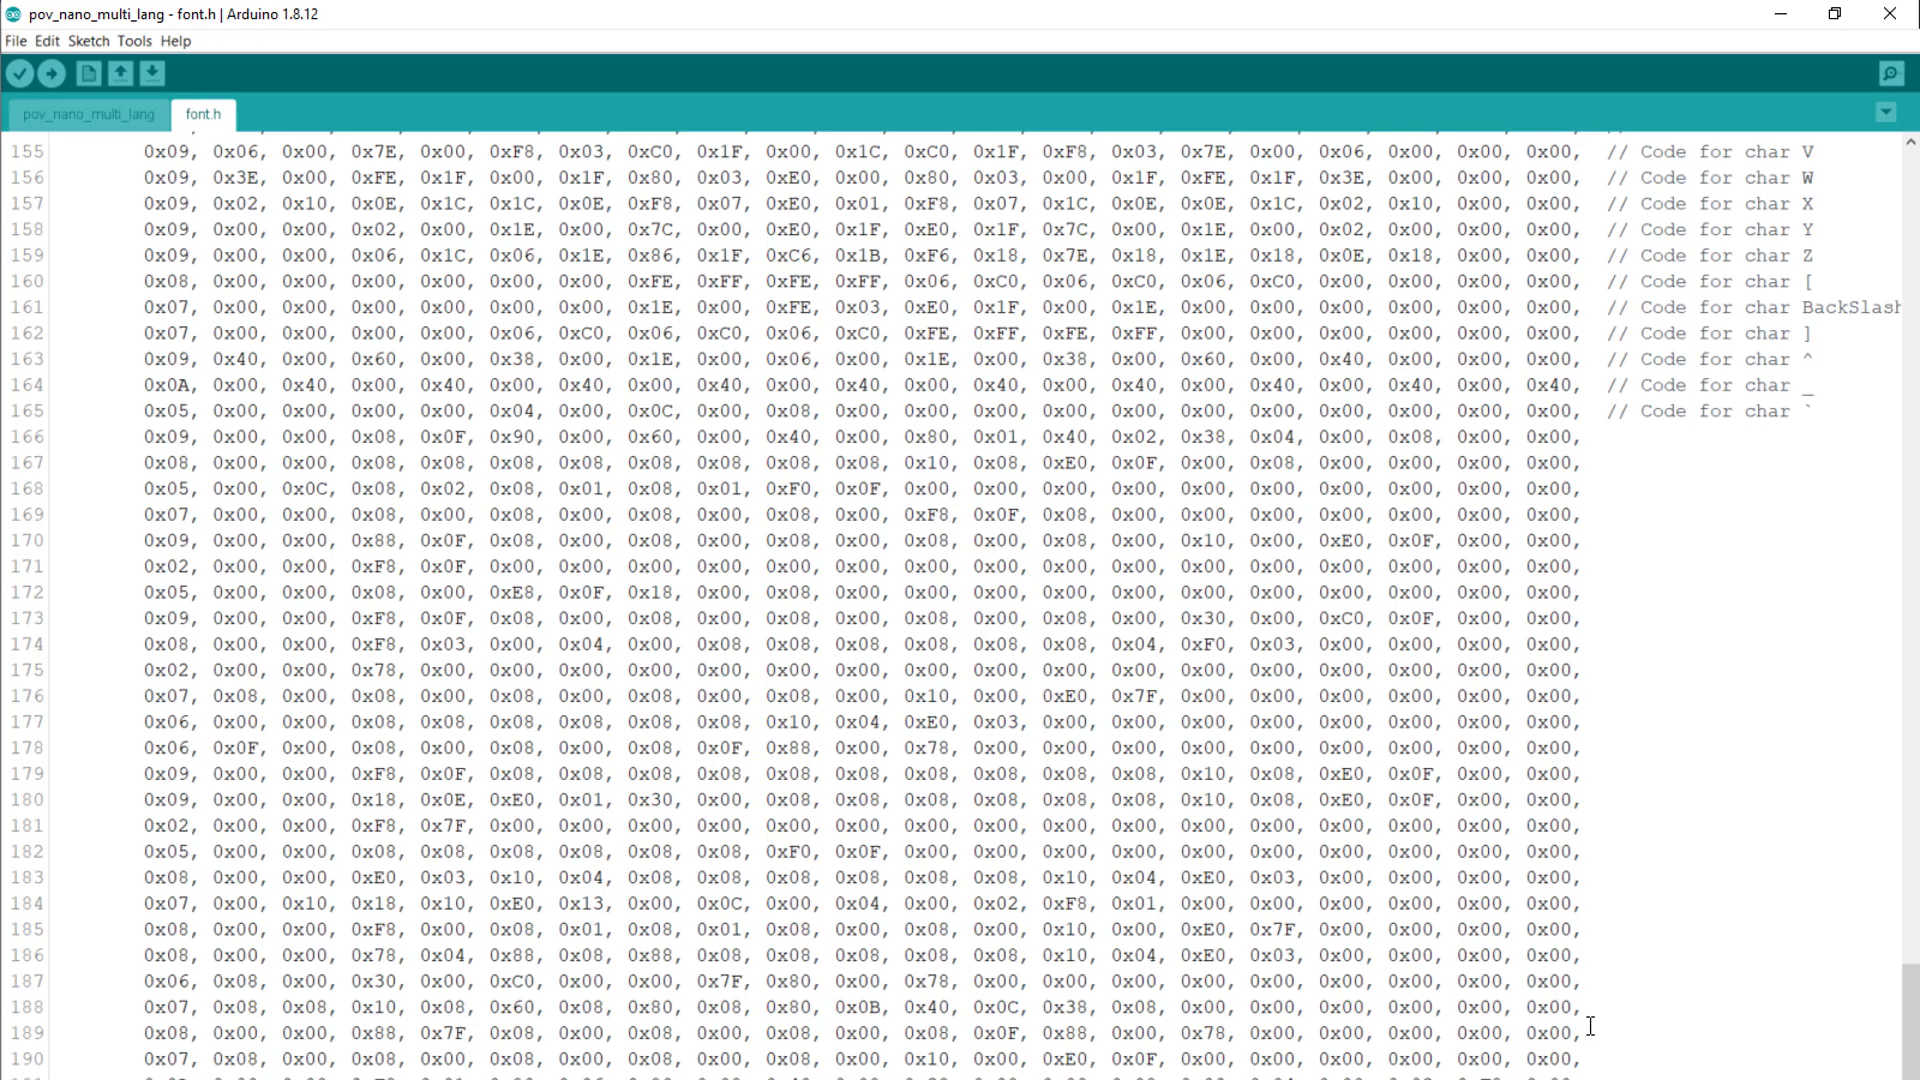 pov_nano_multi_lang - font.h | Arduino 1.8.12
File Edit Sketch Tools Help
pov_nano_multi_lang font.h
155 0x09, 0x06, 0x00, 0x7E, 0x00, 0xF8, 0x03, 0xC0, 0x1F, 0x00, 0x1C, 0xC0, 0x1F, 0xF8, 0x03, 0x7E, 0x00, 0x06, 0x00, 0x00, 0x00, // Code for char V
156 0x09, 0x3E, 0x00, 0xFE, 0x1F, 0x00, 0x1F, 0x80, 0x03, 0xE0, 0x00, 0x80, 0x03, 0x00, 0x1F, 0xFE, 0x1F, 0x3E, 0x00, 0x00, 0x00, // Code for char W
157 0x09, 0x02, 0x10, 0x0E, 0x1C, 0x1C, 0x0E, 0xF8, 0x07, 0xE0, 0x01, 0xF8, 0x07, 0x1C, 0x0E, 0x0E, 0x1C, 0x02, 0x10, 0x00, 0x00, // Code for char X
158 0x09, 0x00, 0x00, 0x02, 0x00, 0x1E, 0x00, 0x7C, 0x00, 0xE0, 0x1F, 0xE0, 0x1F, 0x7C, 0x00, 0x1E, 0x00, 0x02, 0x00, 0x00, 0x00, // Code for char Y
159 0x09, 0x00, 0x00, 0x06, 0x1C, 0x06, 0x1E, 0x86, 0x1F, 0xC6, 0x1B, 0xF6, 0x18, 0x7E, 0x18, 0x1E, 0x18, 0x0E, 0x18, 0x00, 0x00, // Code for char Z
160 0x08, 0x00, 0x00, 0x00, 0x00, 0x00, 0x00, 0xFE, 0xFF, 0xFE, 0xFF, 0x06, 0xC0, 0x06, 0xC0, 0x06, 0xC0, 0x00, 0x00, 0x00, 0x00, // Code for char [
161 0x07, 0x00, 0x00, 0x00, 0x00, 0x00, 0x00, 0x1E, 0x00, 0xFE, 0x03, 0xE0, 0x1F, 0x00, 0x1E, 0x00, 0x00, 0x00, 0x00, 0x00, 0x00, // Code for char BackSlash
162 0x07, 0x00, 0x00, 0x00, 0x00, 0x06, 0xC0, 0x06, 0xC0, 0x06, 0xC0, 0xFE, 0xFF, 0xFE, 0xFF, 0x00, 0x00, 0x00, 0x00, 0x00, 0x00, // Code for char ]
163 0x09, 0x40, 0x00, 0x60, 0x00, 0x38, 0x00, 0x1E, 0x00, 0x06, 0x00, 0x1E, 0x00, 0x38, 0x00, 0x60, 0x00, 0x40, 0x00, 0x00, 0x00, // Code for char ^
164 0x0A, 0x00, 0x40, 0x00, 0x40, 0x00, 0x40, 0x00, 0x40, 0x00, 0x40, 0x00, 0x40, 0x00, 0x40, 0x00, 0x40, 0x00, 0x40, 0x00, 0x40, // Code for char _
165 0x05, 0x00, 0x00, 0x00, 0x00, 0x04, 0x00, 0x0C, 0x00, 0x08, 0x00, 0x00, 0x00, 0x00, 0x00, 0x00, 0x00, 0x00, 0x00, 0x00, 0x00, // Code for char `
166 0x09, 0x00, 0x00, 0x08, 0x0F, 0x90, 0x00, 0x60, 0x00, 0x40, 0x00, 0x80, 0x01, 0x40, 0x02, 0x38, 0x04, 0x00, 0x08, 0x00, 0x00,
167 0x08, 0x00, 0x00, 0x08, 0x08, 0x08, 0x08, 0x08, 0x08, 0x08, 0x08, 0x10, 0x08, 0xE0, 0x0F, 0x00, 0x08, 0x00, 0x00, 0x00, 0x00,
168 0x05, 0x00, 0x0C, 0x08, 0x02, 0x08, 0x01, 0x08, 0x01, 0xF0, 0x0F, 0x00, 0x00, 0x00, 0x00, 0x00, 0x00, 0x00, 0x00, 0x00, 0x00,
169 0x07, 0x00, 0x00, 0x08, 0x00, 0x08, 0x00, 0x08, 0x00, 0x08, 0x00, 0xF8, 0x0F, 0x08, 0x00, 0x00, 0x00, 0x00, 0x00, 0x00, 0x00,
170 0x09, 0x00, 0x00, 0x88, 0x0F, 0x08, 0x00, 0x08, 0x00, 0x08, 0x00, 0x08, 0x00, 0x08, 0x00, 0x10, 0x00, 0xE0, 0x0F, 0x00, 0x00,
171 0x02, 0x00, 0x00, 0xF8, 0x0F, 0x00, 0x00, 0x00, 0x00, 0x00, 0x00, 0x00, 0x00, 0x00, 0x00, 0x00, 0x00, 0x00, 0x00, 0x00, 0x00,
172 0x05, 0x00, 0x00, 0x08, 0x00, 0xE8, 0x0F, 0x18, 0x00, 0x08, 0x00, 0x00, 0x00, 0x00, 0x00, 0x00, 0x00, 0x00, 0x00, 0x00, 0x00,
173 0x09, 0x00, 0x00, 0xF8, 0x0F, 0x08, 0x00, 0x08, 0x00, 0x08, 0x00, 0x08, 0x00, 0x08, 0x00, 0x30, 0x00, 0xC0, 0x0F, 0x00, 0x00,
174 0x08, 0x00, 0x00, 0xF8, 0x03, 0x00, 0x04, 0x00, 0x08, 0x08, 0x08, 0x08, 0x08, 0x08, 0x04, 0xF0, 0x03, 0x00, 0x00, 0x00, 0x00,
175 0x02, 0x00, 0x00, 0x78, 0x00, 0x00, 0x00, 0x00, 0x00, 0x00, 0x00, 0x00, 0x00, 0x00, 0x00, 0x00, 0x00, 0x00, 0x00, 0x00, 0x00,
176 0x07, 0x08, 0x00, 0x08, 0x00, 0x08, 0x00, 0x08, 0x00, 0x08, 0x00, 0x10, 0x00, 0xE0, 0x7F, 0x00, 0x00, 0x00, 0x00, 0x00, 0x00,
177 0x06, 0x00, 0x00, 0x08, 0x08, 0x08, 0x08, 0x08, 0x08, 0x10, 0x04, 0xE0, 0x03, 0x00, 0x00, 0x00, 0x00, 0x00, 0x00, 0x00, 0x00,
178 0x06, 0x0F, 0x00, 0x08, 0x00, 0x08, 0x00, 0x08, 0x0F, 0x88, 0x00, 0x78, 0x00, 0x00, 0x00, 0x00, 0x00, 0x00, 0x00, 0x00, 0x00,
179 0x09, 0x00, 0x00, 0xF8, 0x0F, 0x08, 0x08, 0x08, 0x08, 0x08, 0x08, 0x08, 0x08, 0x08, 0x08, 0x10, 0x08, 0xE0, 0x0F, 0x00, 0x00,
180 0x09, 0x00, 0x00, 0x18, 0x0E, 0xE0, 0x01, 0x30, 0x00, 0x08, 0x08, 0x08, 0x08, 0x08, 0x08, 0x10, 0x08, 0xE0, 0x0F, 0x00, 0x00,
181 0x02, 0x00, 0x00, 0xF8, 0x7F, 0x00, 0x00, 0x00, 0x00, 0x00, 0x00, 0x00, 0x00, 0x00, 0x00, 0x00, 0x00, 0x00, 0x00, 0x00, 0x00,
182 0x05, 0x00, 0x00, 0x08, 0x08, 0x08, 0x08, 0x08, 0x08, 0xF0, 0x0F, 0x00, 0x00, 0x00, 0x00, 0x00, 0x00, 0x00, 0x00, 0x00, 0x00,
183 0x08, 0x00, 0x00, 0xE0, 0x03, 0x10, 0x04, 0x08, 0x08, 0x08, 0x08, 0x08, 0x08, 0x10, 0x04, 0xE0, 0x03, 0x00, 0x00, 0x00, 0x00,
184 0x07, 0x00, 0x10, 0x18, 0x10, 0xE0, 0x13, 0x00, 0x0C, 0x00, 0x04, 0x00, 0x02, 0xF8, 0x01, 0x00, 0x00, 0x00, 0x00, 0x00, 0x00,
185 0x08, 0x00, 0x00, 0xF8, 0x00, 0x08, 0x01, 0x08, 0x01, 0x08, 0x00, 0x08, 0x00, 0x10, 0x00, 0xE0, 0x7F, 0x00, 0x00, 0x00, 0x00,
186 0x08, 0x00, 0x00, 0x78, 0x04, 0x88, 0x08, 0x88, 0x08, 0x08, 0x08, 0x08, 0x08, 0x10, 0x04, 0xE0, 0x03, 0x00, 0x00, 0x00, 0x00,
187 0x06, 0x08, 0x00, 0x30, 0x00, 0xC0, 0x00, 0x00, 0x7F, 0x80, 0x00, 0x78, 0x00, 0x00, 0x00, 0x00, 0x00, 0x00, 0x00, 0x00, 0x00,
188 0x07, 0x08, 0x08, 0x10, 0x08, 0x60, 0x08, 0x80, 0x08, 0x80, 0x0B, 0x40, 0x0C, 0x38, 0x08, 0x00, 0x00, 0x00, 0x00, 0x00, 0x00,
189 0x08, 0x00, 0x00, 0x88, 0x7F, 0x08, 0x00, 0x08, 0x00, 0x08, 0x00, 0x08, 0x0F, 0x88, 0x00, 0x78, 0x00, 0x00, 0x00, 0x00, 0x00,
190 0x07, 0x08, 0x00, 0x08, 0x00, 0x08, 0x00, 0x08, 0x00, 0x08, 0x00, 0x10, 0x00, 0xE0, 0x0F, 0x00, 0x00, 0x00, 0x00, 0x00, 0x00,